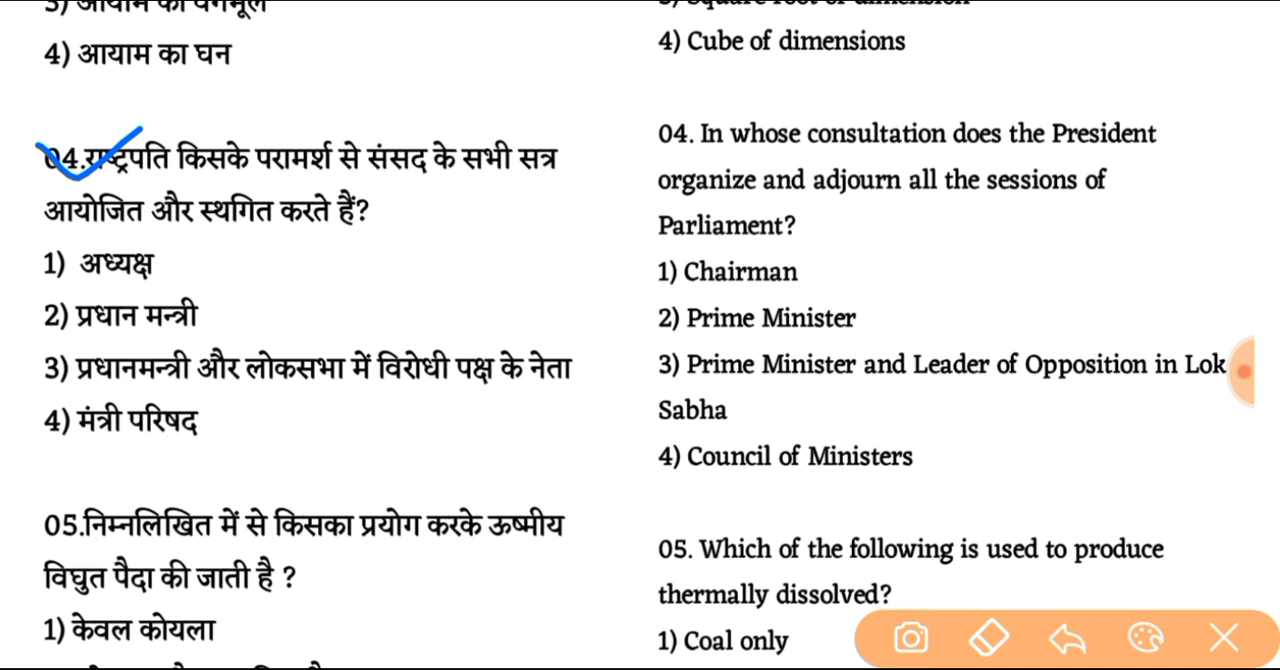 4) आयाम का घन
04.राष्ट्रपति किसके परामर्श से संसद के सभी सत्र
आयोजित और स्थगित करते हैं?
1) अध्यक्ष
2) प्रधान मन्त्री
3) प्रधानमन्त्री और लोकसभा में विरोधी पक्ष के नेता
4) मंत्री परिषद
05.निम्नलिखित में से किसका प्रयोग करके ऊष्मीय
विघुत पैदा की जाती है ?
1) केवल कोयला
4) Cube of dimensions
04. In whose consultation does the President
organize and adjourn all the sessions of
Parliament?
1) Chairman
2) Prime Minister
3) Prime Minister and Leader of Opposition in Lok
Sabha
4) Council of Ministers
05. Which of the following is used to produce
thermally dissolved?
1) Coal only